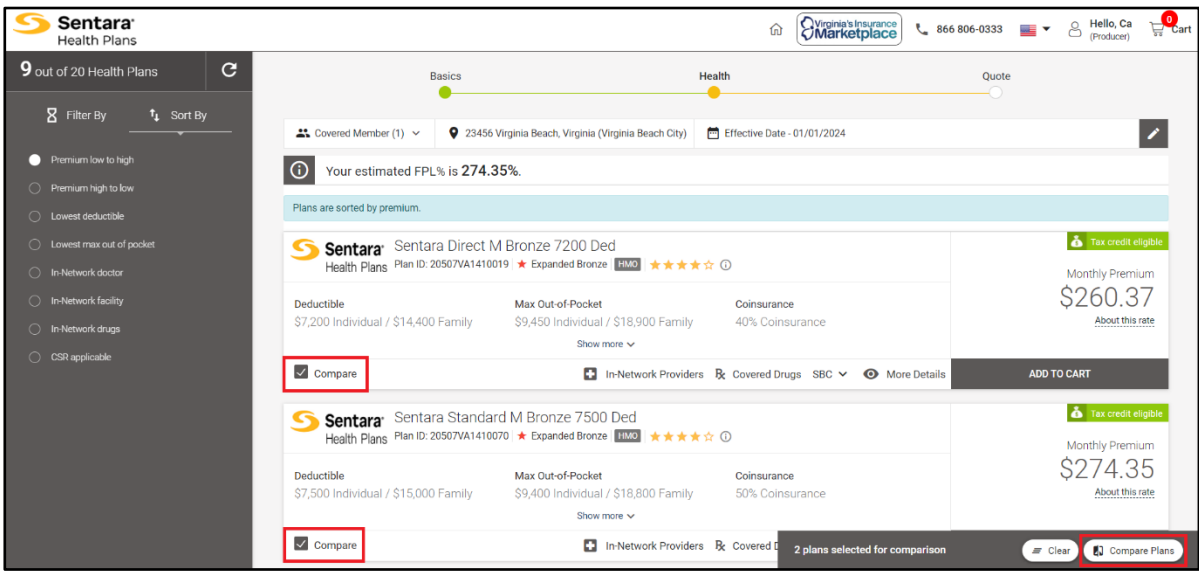 Sentara
Health Plans
Virginia's Insurance
Marketplace
866 806-0333
Hello, Ca
(Producer)
0
Cart
9 out of 20 Health Plans
Filter By
Sort By
Premium low to high
Premium high to low
Lowest deductible
Lowest max out of pocket
In-Network doctor
In-Network facility
In-Network drugs
CSR applicable
Basics
Health
Quote
Covered Member (1)
23456 Virginia Beach, Virginia (Virginia Beach City)
Effective Date - 01/01/2024
Your estimated FPL% is 274.35%.
Plans are sorted by premium.
Sentara
Health Plans
Sentara Direct M Bronze 7200 Ded
Plan ID: 20507VA1410019 Expanded Bronze HMO
Tax credit eligible
Monthly Premium
$260.37
About this rate
Deductible
$7,200 Individual / $14,400 Family
Max Out-of-Pocket
$9,450 Individual / $18,900 Family
Coinsurance
40% Coinsurance
Show more
Compare
In-Network Providers
Covered Drugs
SBC
More Details
ADD TO CART
Sentara
Health Plans
Sentara Standard M Bronze 7500 Ded
Plan ID: 20507VA1410070 Expanded Bronze HMO
Tax credit eligible
Monthly Premium
$274.35
About this rate
Deductible
$7,500 Individual / $15,000 Family
Max Out-of-Pocket
$9,400 Individual / $18,800 Family
Coinsurance
50% Coinsurance
Show more
Compare
In-Network Providers
Covered D
2 plans selected for comparison
Clear
Compare Plans